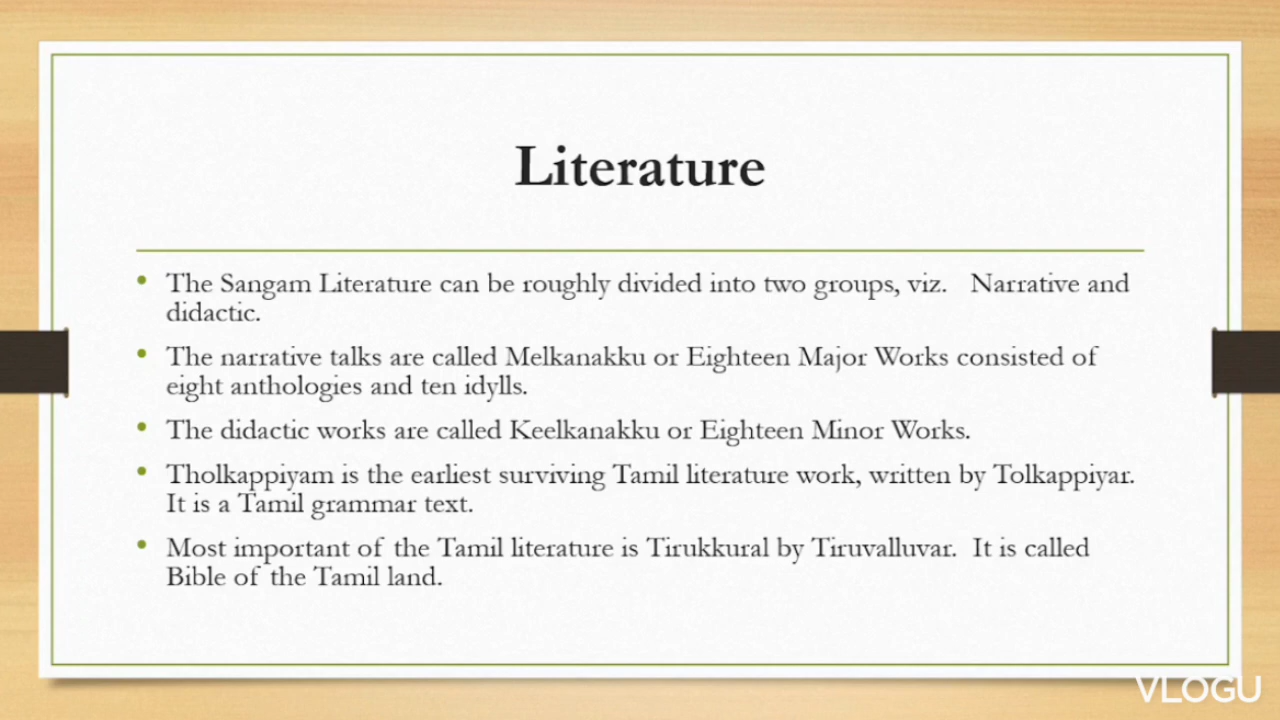 Literature
• The Sangam Literature can be roughly divided into two groups, viz.   Narrative and
didactic.
• The narrative talks are called Melkanakku or Eighteen Major Works consisted of
eight anthologies and ten idylls.
• The didactic works are called Keelkanakku or Eighteen Minor Works.
• Tholkappiyam is the earliest surviving Tamil literature work, written by Tolkappiyar.
It is a Tamil grammar text.
• Most important of the Tamil literature is Tirukkural by Tiruvalluvar.  It is called
Bible of the Tamil land.
VLOGU